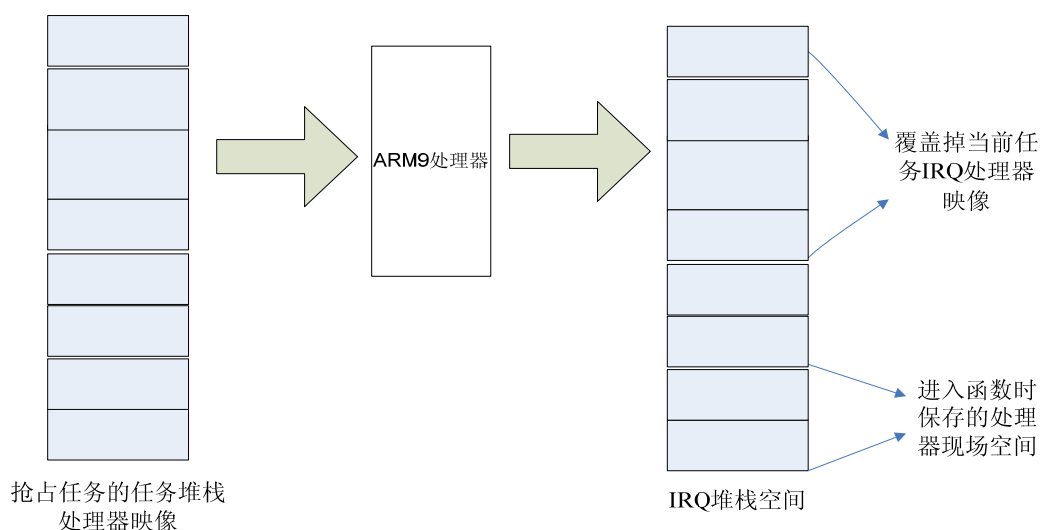 ARM9处理器
覆盖掉当前任
务IRQ处理器
映像
进入函数时
保存的处理
器现场空间
抢占任务的任务堆栈
处理器映像
IRQ堆栈空间